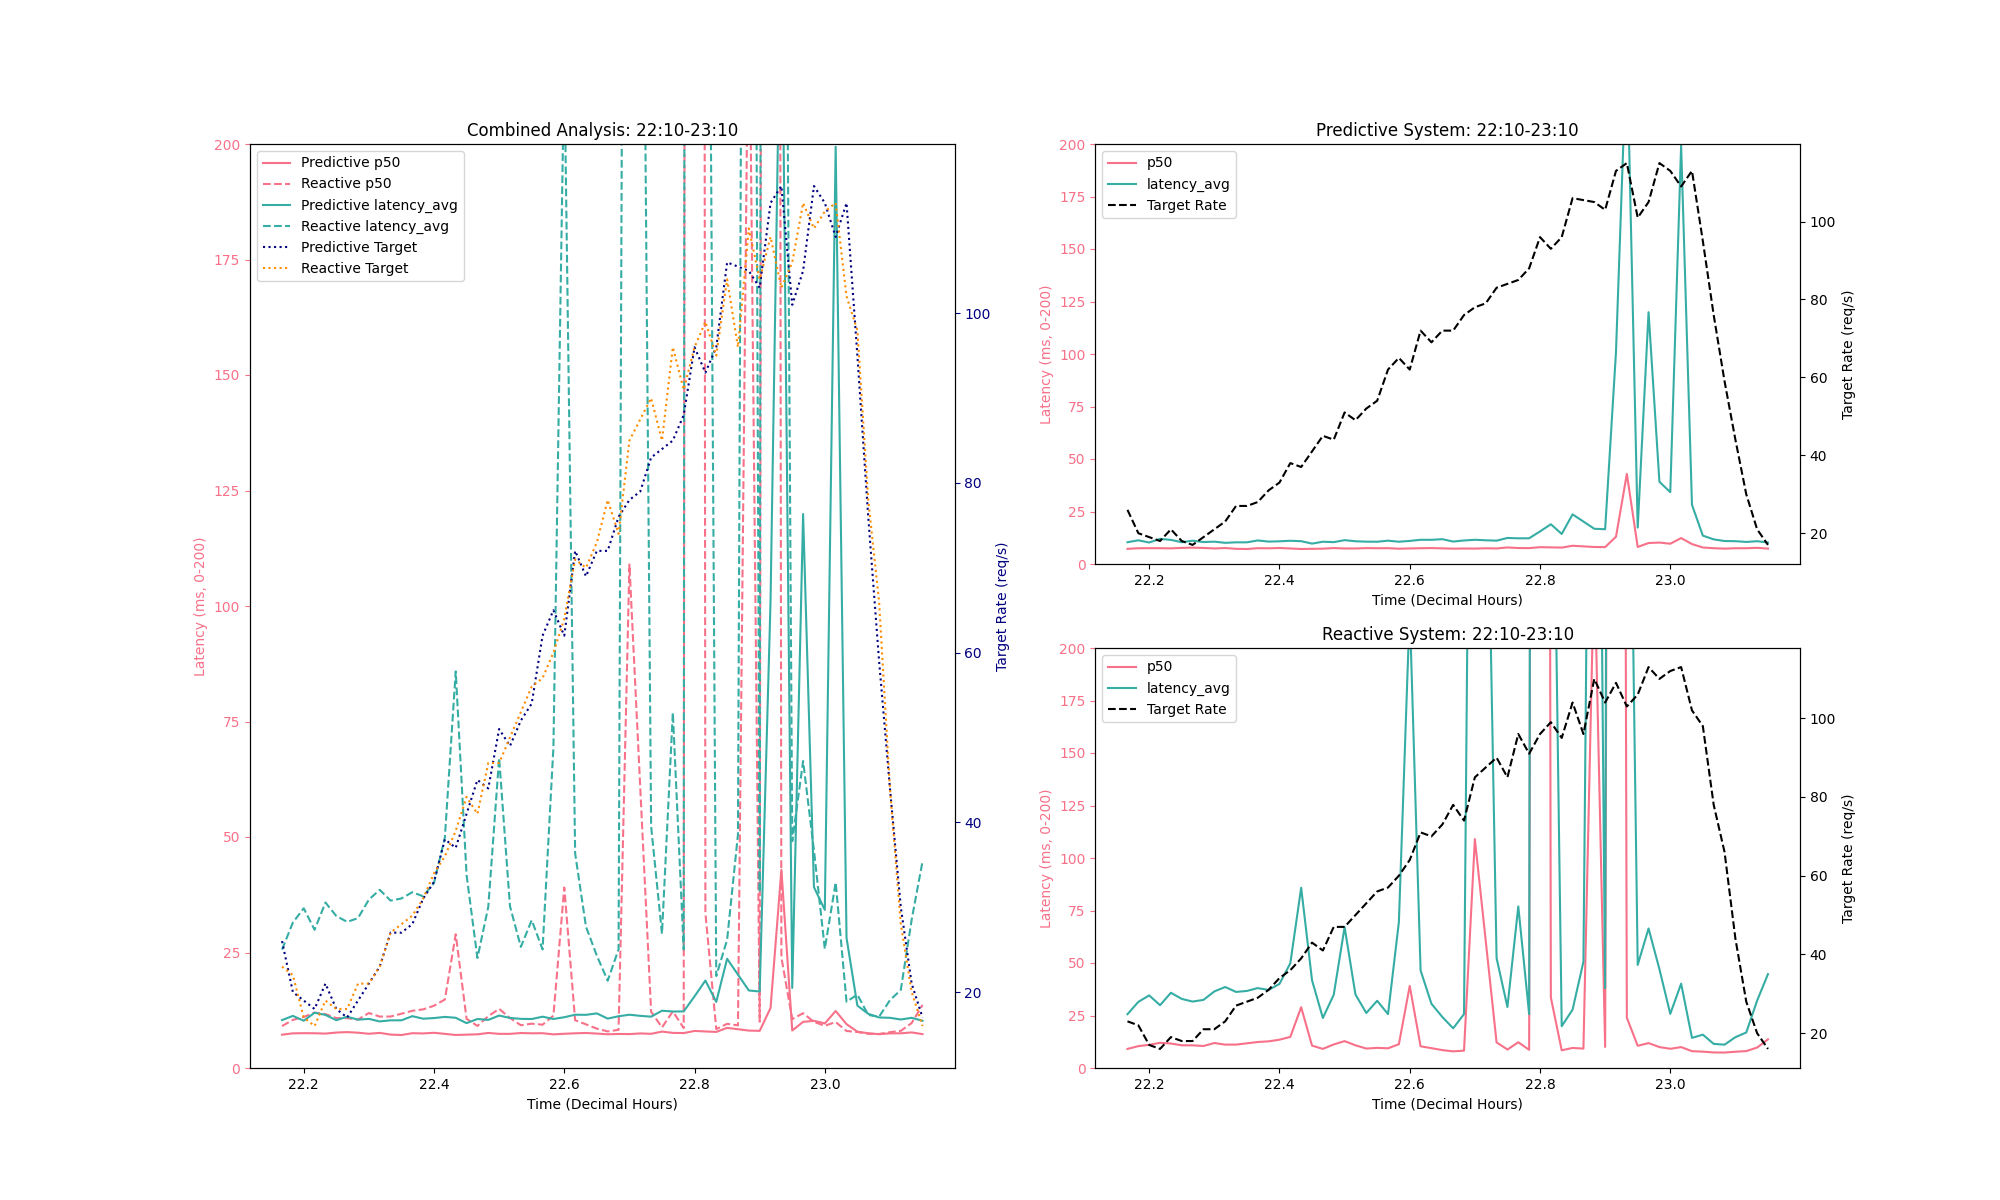 Combined Analysis: 22:10-23:10
Predictive p50
Reactive p50
Predictive latency_avg
Reactive latency_avg
Predictive Target
Reactive Target
200
175
150
125
100
75
50
25
0
Latency (ms, 0-200)
100
80
60
40
20
Target Rate (req/s)
22.2 22.4 22.6 22.8 23.0
Time (Decimal Hours)
Predictive System: 22:10-23:10
p50
latency_avg
Target Rate
200
175
150
125
100
75
50
25
0
Latency (ms, 0-200)
100
80
60
40
20
Target Rate (req/s)
22.2 22.4 22.6 22.8 23.0
Time (Decimal Hours)
Reactive System: 22:10-23:10
p50
latency_avg
Target Rate
200
175
150
125
100
75
50
25
0
Latency (ms, 0-200)
100
80
60
40
20
Target Rate (req/s)
22.2 22.4 22.6 22.8 23.0
Time (Decimal Hours)